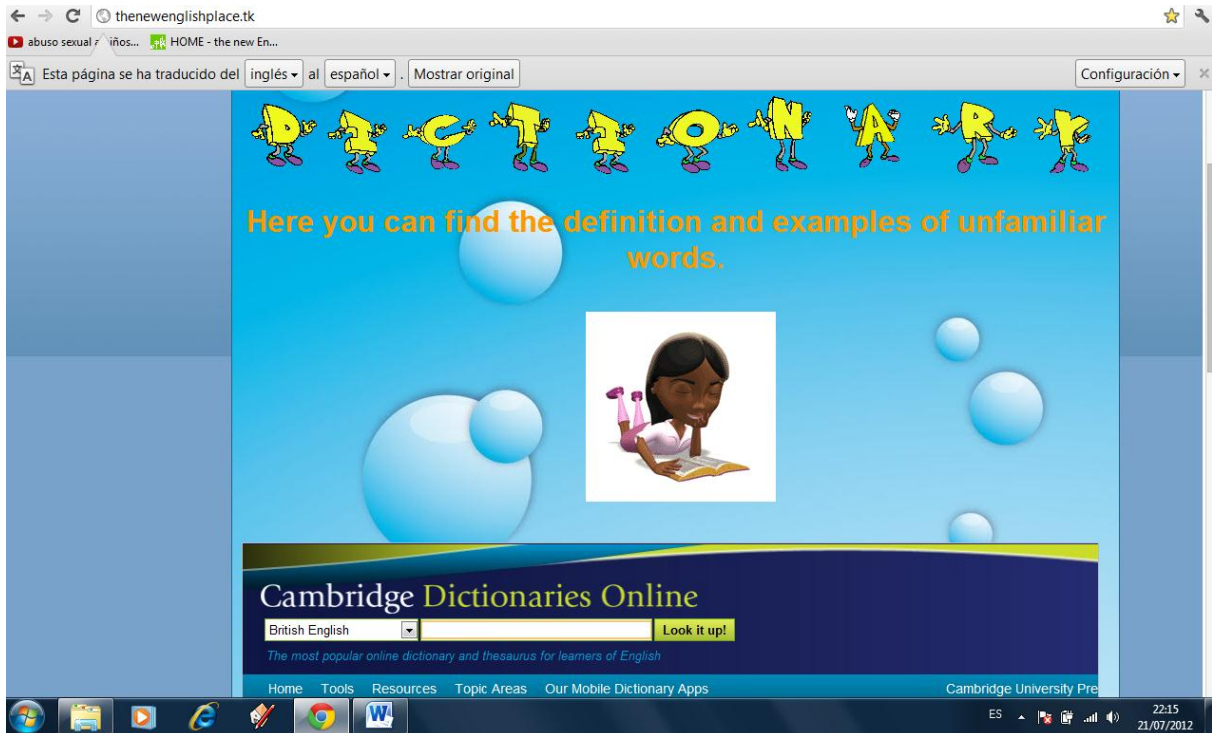 thenewenglishplace.tk
abuso sexual a niños... HOME - the new En...
Esta página se ha traducido del inglés al español . Mostrar original Configuración
DICTIONARY
Here you can find the definition and examples of unfamiliar
words.
Cambridge Dictionaries Online
British English Look it up!
The most popular online dictionary and thesaurus for learners of English
Home Tools Resources Topic Areas Our Mobile Dictionary Apps Cambridge University Pre
ES 22:15
21/07/2012